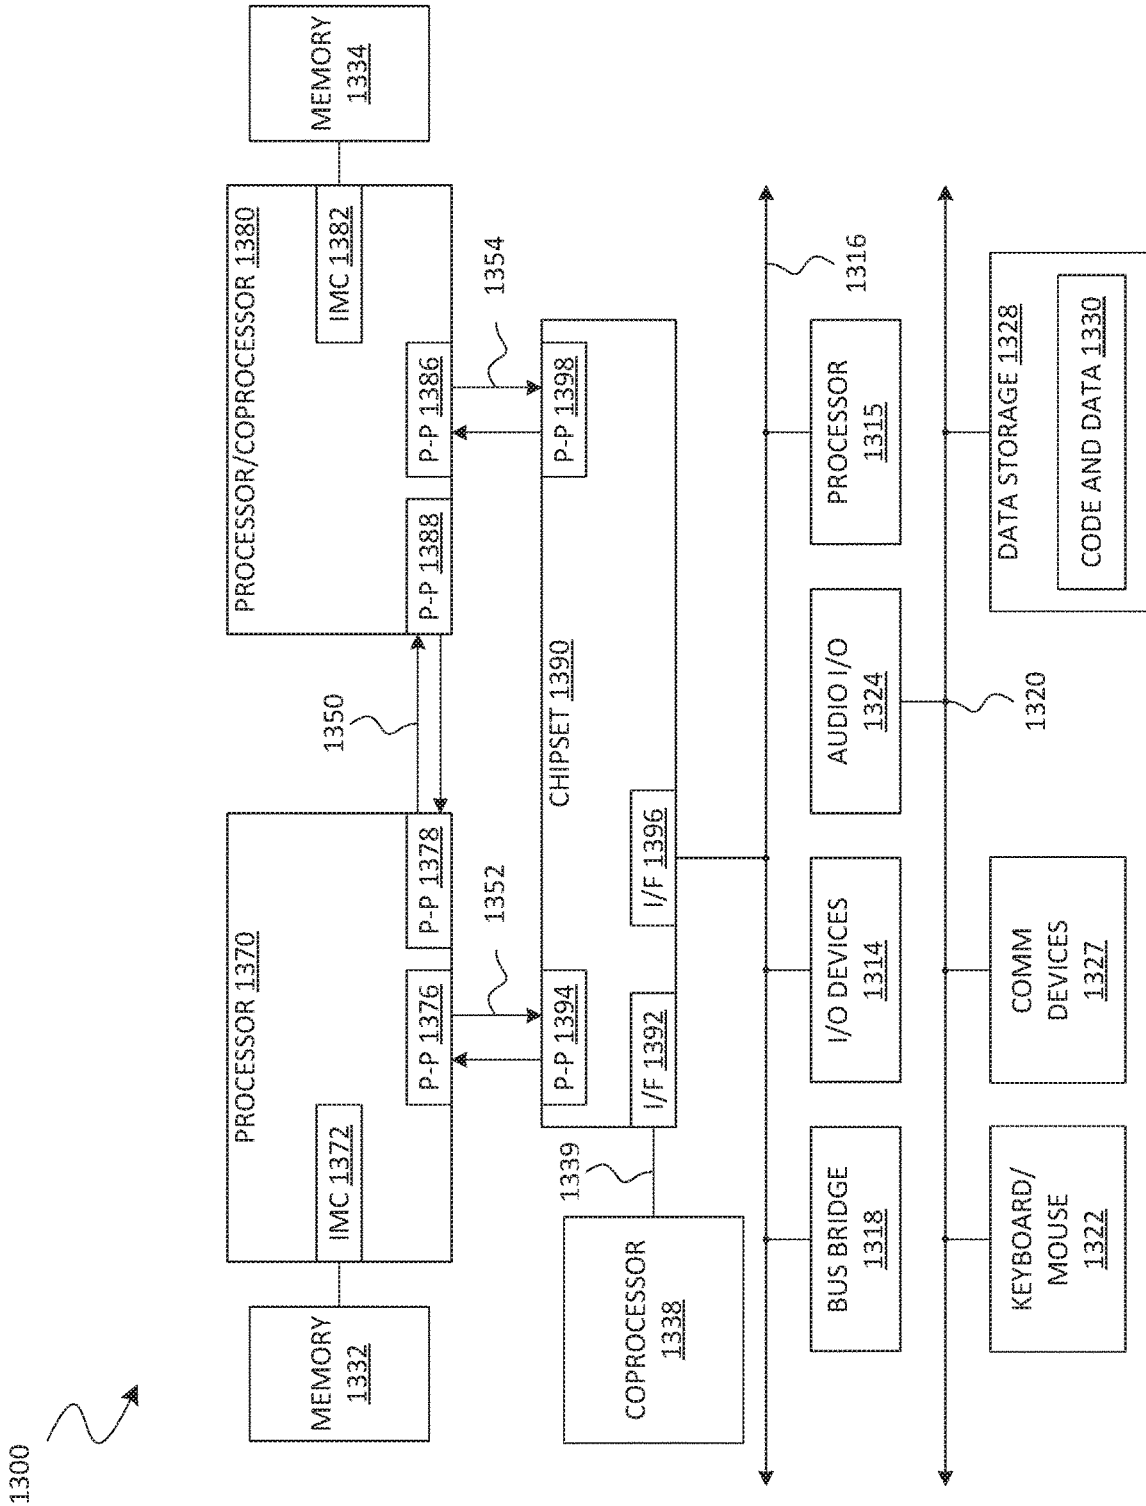 1300
MEMORY
1332
PROCESSOR 1370
IMC 1372
P-P 1376
P-P 1378
1350
PROCESSOR/COPROCESSOR 1380
IMC 1382
P-P 1388
P-P 1386
MEMORY
1334
1352
1354
COPROCESSOR
1338
1339
CHIPSET 1390
P-P 1394
P-P 1398
I/F 1392
I/F 1396
1316
BUS BRIDGE
1318
I/O DEVICES
1314
AUDIO I/O
1324
PROCESSOR
1315
1320
KEYBOARD/
MOUSE
1322
COMM
DEVICES
1327
DATA STORAGE 1328
CODE AND DATA 1330